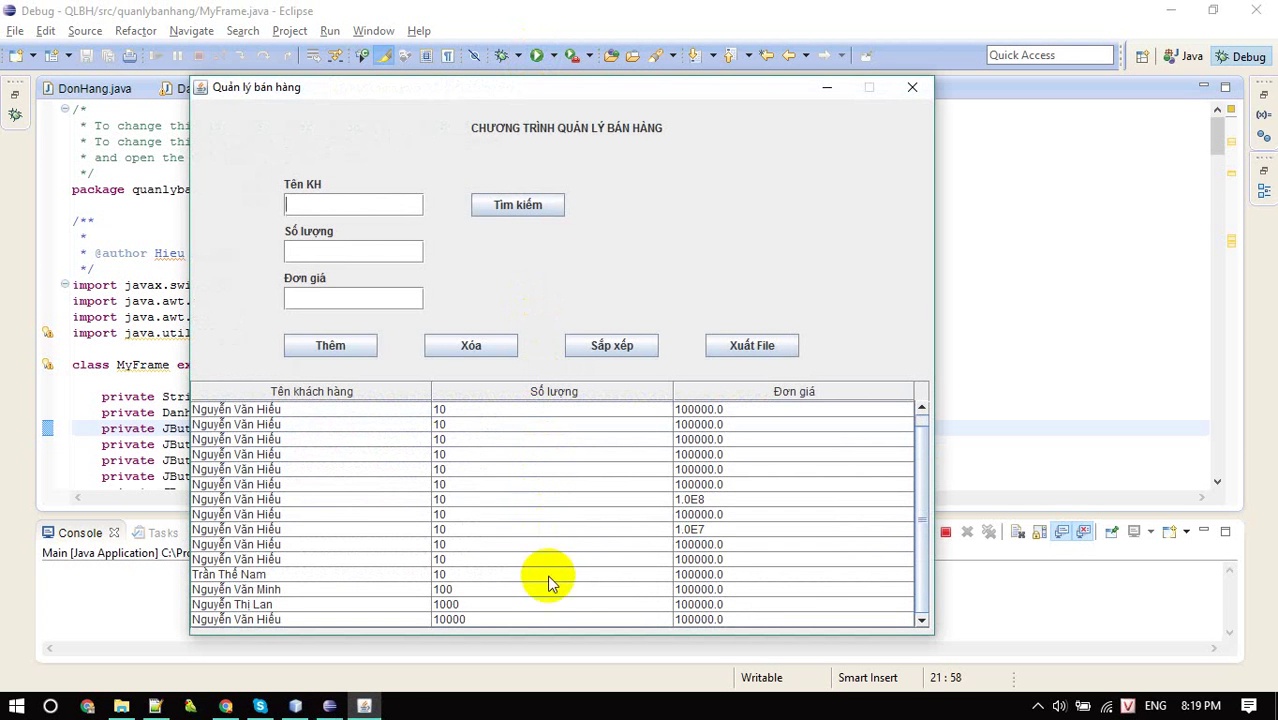 Debug - QLBH/src/quanlybanhang/MyFrame.java - Eclipse
File Edit Source Refactor Navigate Search Project Run Window Help
Quick Access
Java
Debug
DonHang.java
Da
/*
* To change thi
* To change thi
* and open the
*/
package quanlyba
/**
*
* @author Hieu
*/
import javax.swi
import java.awt.
import java.awt.
import java.util
class MyFrame ex
private Stri
private Danh
private JBut
private JBut
private JBut
private JBut
Quản lý bán hàng
CHƯƠNG TRÌNH QUẢN LÝ BÁN HÀNG
Tên KH
Tìm kiếm
Số lượng
Đơn giá
Thêm Xóa Sắp xếp Xuất File
Tên khách hàng Số lượng Đơn giá
Nguyễn Văn Hiếu 10 100000.0
Nguyễn Văn Hiếu 10 100000.0
Nguyễn Văn Hiếu 10 100000.0
Nguyễn Văn Hiếu 10 100000.0
Nguyễn Văn Hiếu 10 100000.0
Nguyễn Văn Hiếu 10 100000.0
Nguyễn Văn Hiếu 10 1.0E8
Nguyễn Văn Hiếu 10 100000.0
Nguyễn Văn Hiếu 10 1.0E7
Nguyễn Văn Hiếu 10 100000.0
Nguyễn Văn Hiếu 10 100000.0
Trần Thế Nam 10 100000.0
Nguyễn Văn Minh 100 100000.0
Nguyễn Thị Lan 1000 100000.0
Nguyễn Văn Hiếu 10000 100000.0
Console Tasks
Main [Java Application] C:\Pro
Writable Smart Insert 21 : 58
V ENG 8:19 PM